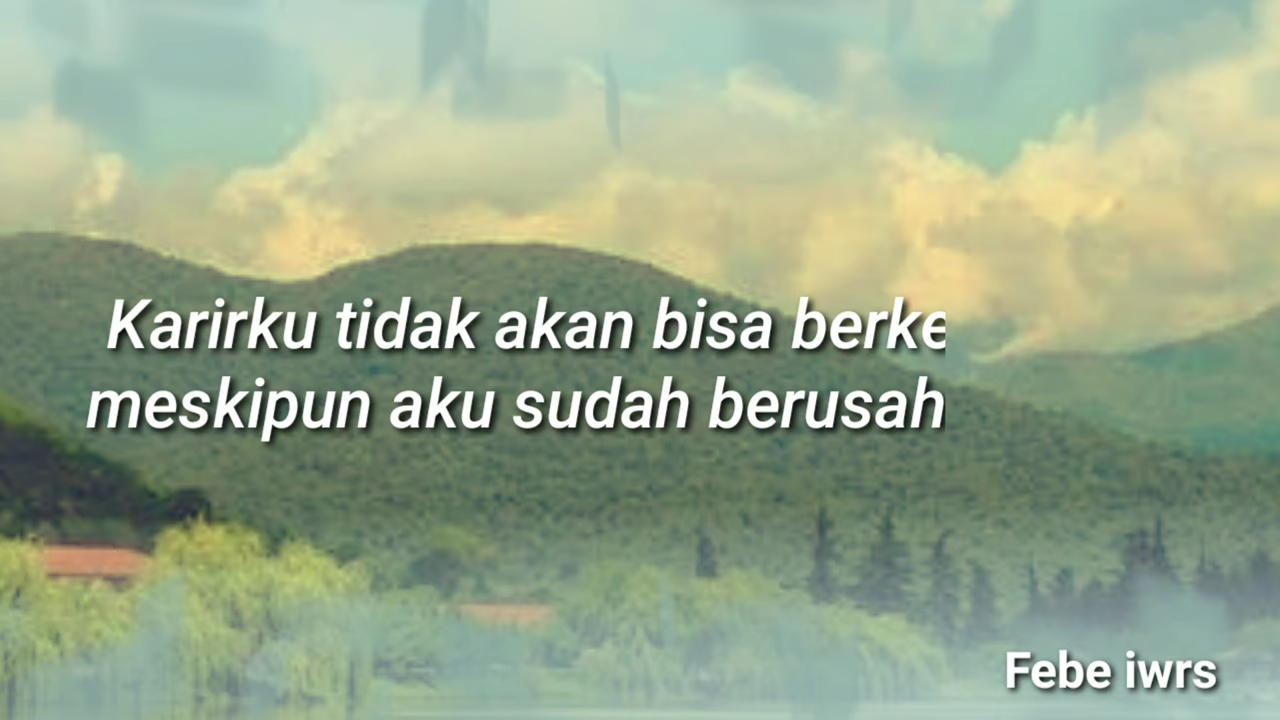 Karirku tidak akan bisa berke
meskipun aku sudah berusah
Febe iwrs